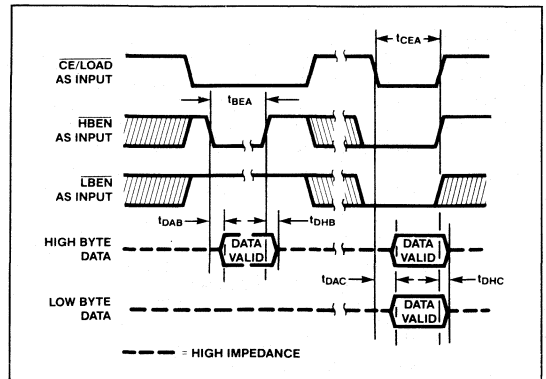 CE/LOAD
AS INPUT
tCEA
tBEA
HBEN
AS INPUT
LBEN
AS INPUT
tDAB
tDHB
HIGH BYTE
DATA
DATA
VALID
DATA
VALID
tDAC
tDHC
LOW BYTE
DATA
DATA
VALID
= HIGH IMPEDANCE